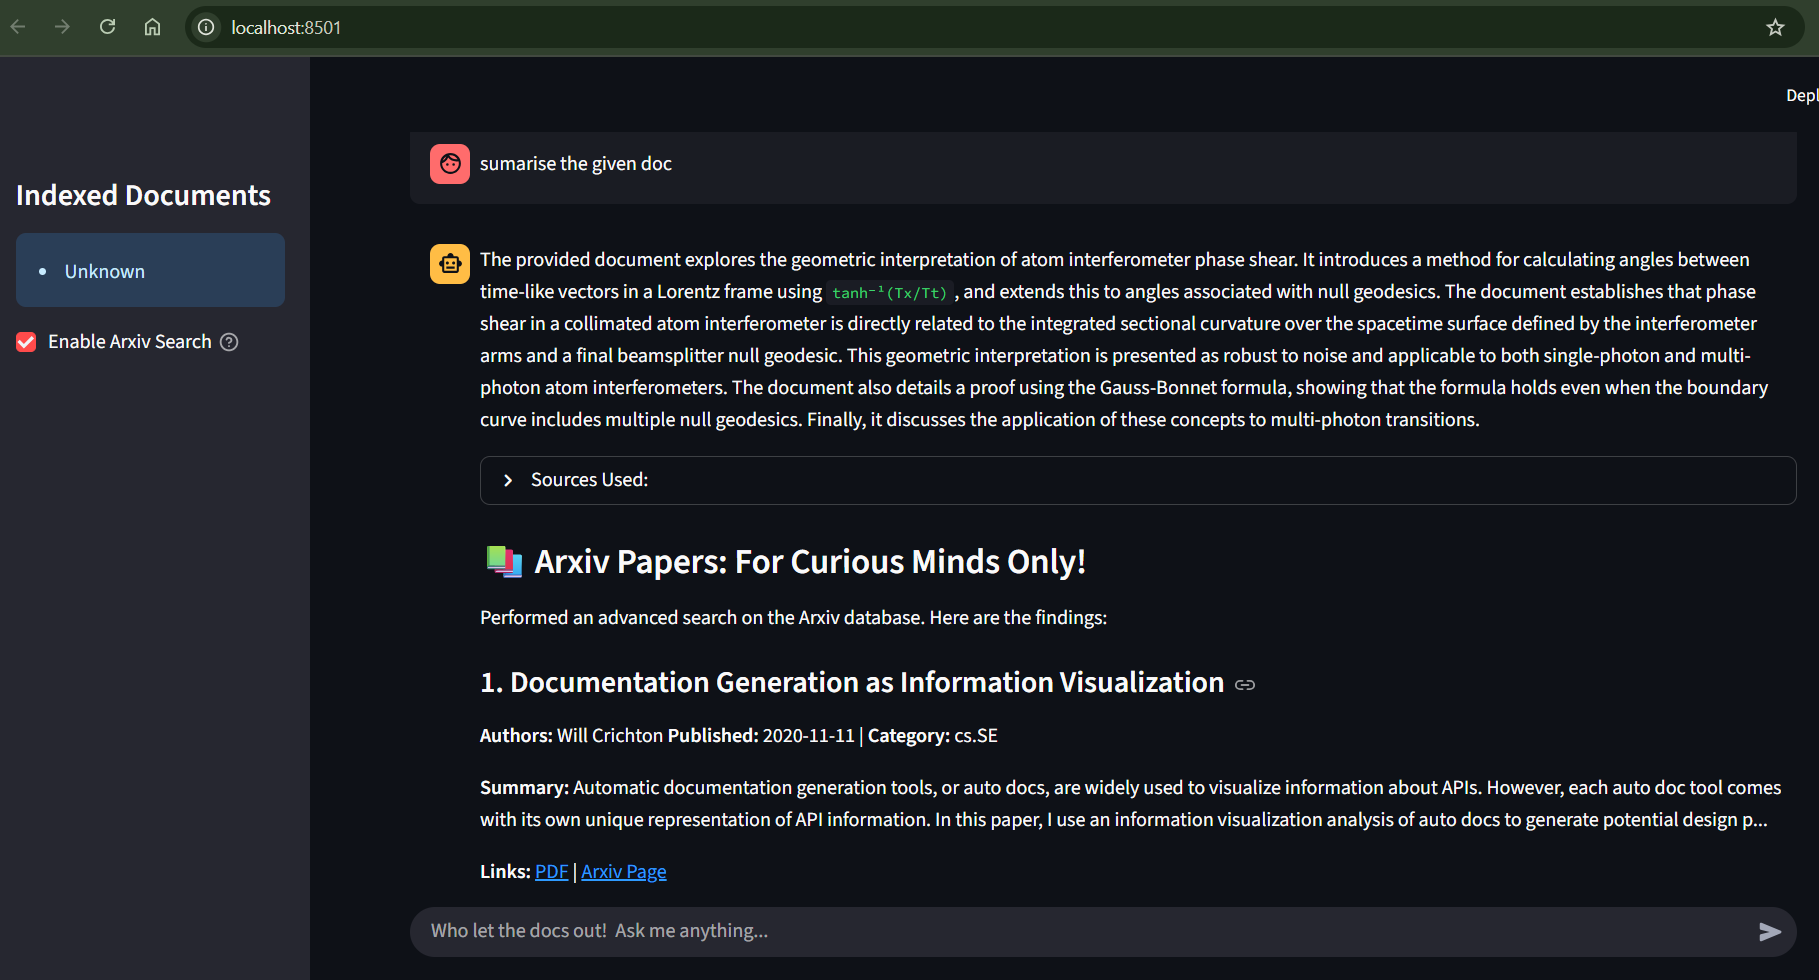 localhost:8501
Depl
Indexed Documents
• Unknown
Enable Arxiv Search
sumarise the given doc
The provided document explores the geometric interpretation of atom interferometer phase shear. It introduces a method for calculating angles between
time-like vectors in a Lorentz frame using tanh⁻¹(Tx/Tt) , and extends this to angles associated with null geodesics. The document establishes that phase
shear in a collimated atom interferometer is directly related to the integrated sectional curvature over the spacetime surface defined by the interferometer
arms and a final beamsplitter null geodesic. This geometric interpretation is presented as robust to noise and applicable to both single-photon and multi-
photon atom interferometers. The document also details a proof using the Gauss-Bonnet formula, showing that the formula holds even when the boundary
curve includes multiple null geodesics. Finally, it discusses the application of these concepts to multi-photon transitions.
Sources Used:
📚 Arxiv Papers: For Curious Minds Only!
Performed an advanced search on the Arxiv database. Here are the findings:
1. Documentation Generation as Information Visualization
Authors: Will Crichton Published: 2020-11-11 | Category: cs.SE
Summary: Automatic documentation generation tools, or auto docs, are widely used to visualize information about APIs. However, each auto doc tool comes
with its own unique representation of API information. In this paper, I use an information visualization analysis of auto docs to generate potential design p...
Links: PDF | Arxiv Page
Who let the docs out! Ask me anything...